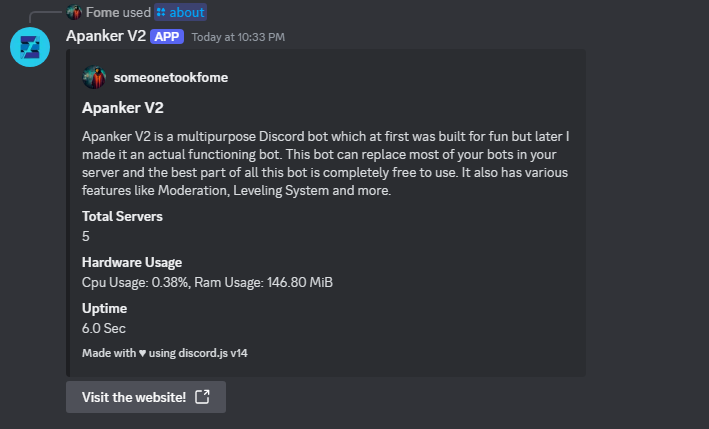 Fome used about
Apanker V2 APP Today at 10:33 PM
someonetookfome
Apanker V2
Apanker V2 is a multipurpose Discord bot which at first was built for fun but later I
made it an actual functioning bot. This bot can replace most of your bots in your
server and the best part of all this bot is completely free to use. It also has various
features like Moderation, Leveling System and more.
Total Servers
5
Hardware Usage
Cpu Usage: 0.38%, Ram Usage: 146.80 MiB
Uptime
6.0 Sec
Made with ♥ using discord.js v14
Visit the website!